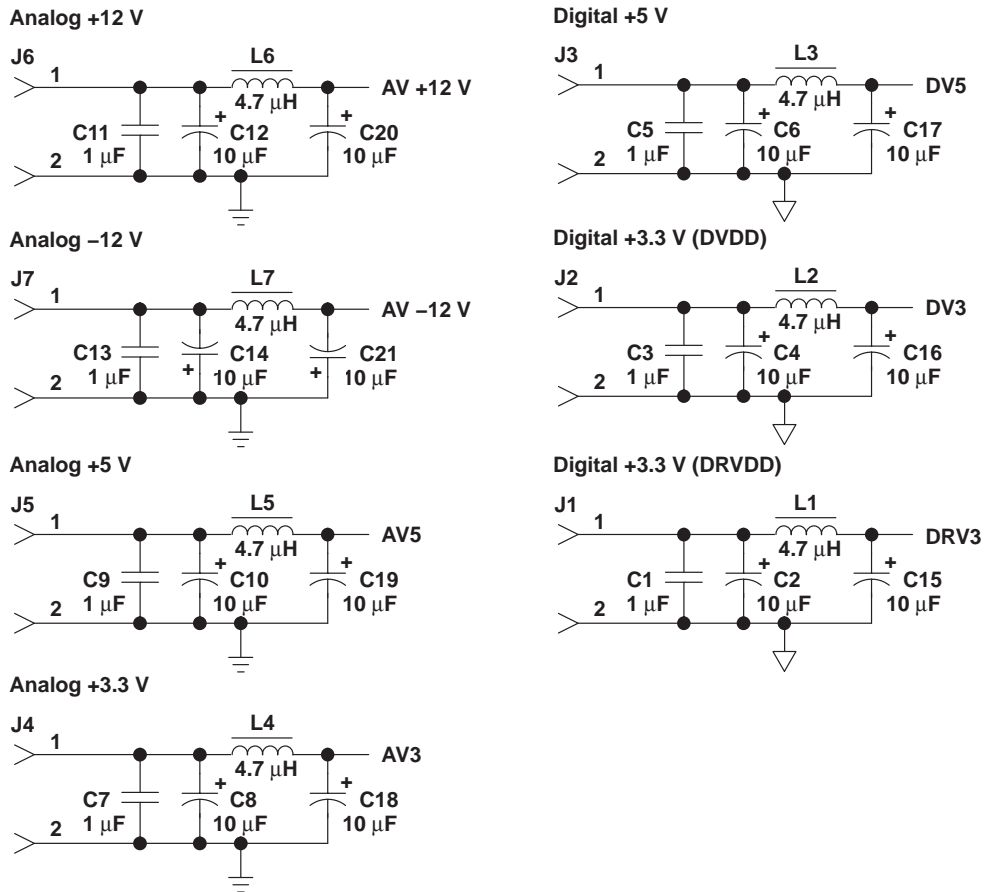 Analog +12 V
J6
1
L6
4.7 μH
AV +12 V
C11
1 μF
+
C12
10 μF
+
C20
10 μF
2
Analog –12 V
J7
1
L7
4.7 μH
AV –12 V
C13
1 μF
+
C14
10 μF
+
C21
10 μF
2
Analog +5 V
J5
1
L5
4.7 μH
AV5
C9
1 μF
+
C10
10 μF
+
C19
10 μF
2
Analog +3.3 V
J4
1
L4
4.7 μH
AV3
C7
1 μF
+
C8
10 μF
+
C18
10 μF
2
Digital +5 V
J3
1
L3
4.7 μH
DV5
C5
1 μF
+
C6
10 μF
+
C17
10 μF
2
Digital +3.3 V (DVDD)
J2
1
L2
4.7 μH
DV3
C3
1 μF
+
C4
10 μF
+
C16
10 μF
2
Digital +3.3 V (DRVDD)
J1
1
L1
4.7 μH
DRV3
C1
1 μF
+
C2
10 μF
+
C15
10 μF
2